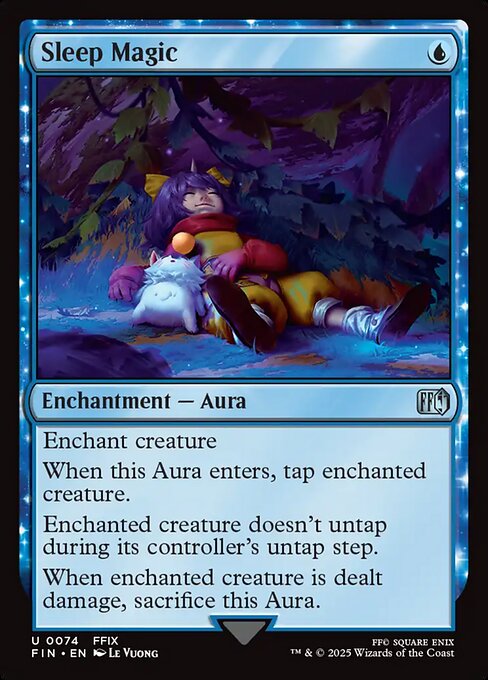 Sleep Magic
Enchantment — Aura
FF
Enchant creature
When this Aura enters, tap enchanted
creature.
Enchanted creature doesn't untap
during its controller's untap step.
When enchanted creature is dealt
damage, sacrifice this Aura.
U 0074 FFIX
FIN • EN Le Vuong
FF© SQUARE ENIX
™ & © 2025 Wizards of the Coast